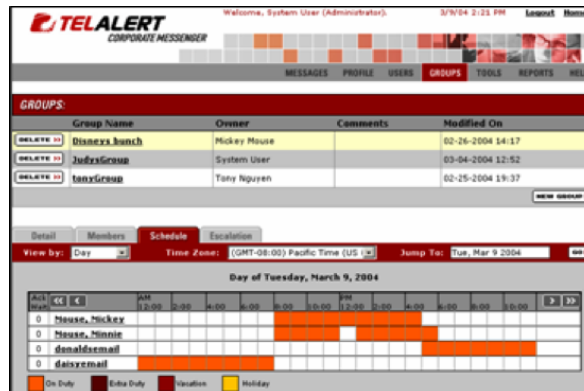 TELALERT
CORPORATE MESSENGER
Welcome, System User (Administrator).
3/9/04 2:21 PM
Logout
MESSAGES PROFILE USERS GROUPS TOOLS REPORTS
GROUPS:
Group Name Owner Comments Modified On
DELETE >> Disneys bunch Mickey Mouse 02-26-2004 14:17
DELETE >> JudysGroup System User 03-04-2004 12:52
DELETE >> tonyGroup Tony Nguyen 02-25-2004 19:37
NEW GROUP
Detail Members Schedule Escalation
View by: Day Time Zone: (GMT-08:00) Pacific Time (US ( Jump To: Tue, Mar 9 2004
Day of Tuesday, March 9, 2004
Ack Wait << < AM 12:00 2:00 4:00 6:00 8:00 10:00 PM 12:00 2:00 4:00 6:00 8:00 10:00 > >>
0 Mouse, Mickey
0 Mouse, Minnie
0 donaldsemail
0 daisyemail
On Duty Extra Duty Vacation Holiday